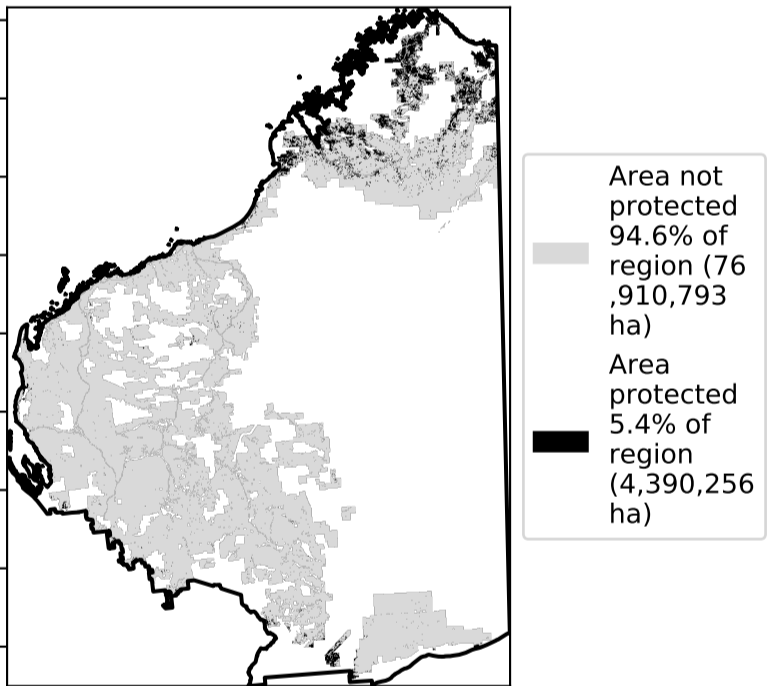 Area not
protected
94.6% of
region (76
,910,793
ha)
Area
protected
5.4% of
region
(4,390,256
ha)